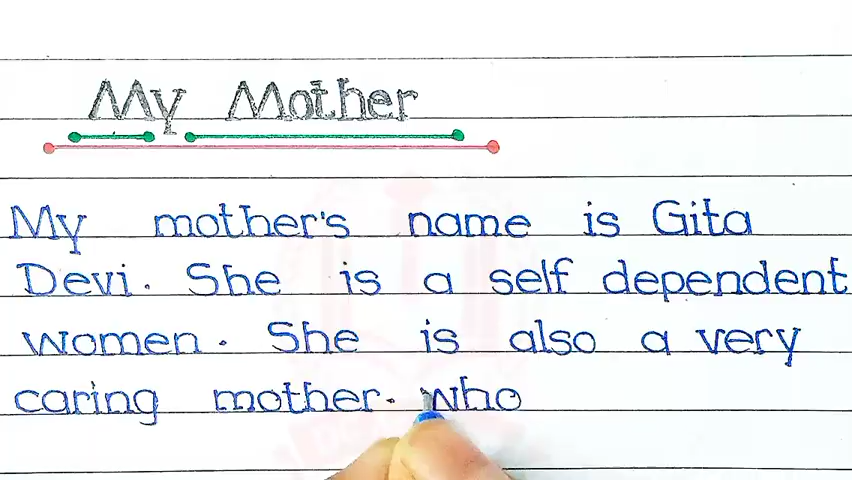 My Mother
My mother's name is Gita
Devi. She is a self dependent
women. She is also a very
caring mother. who